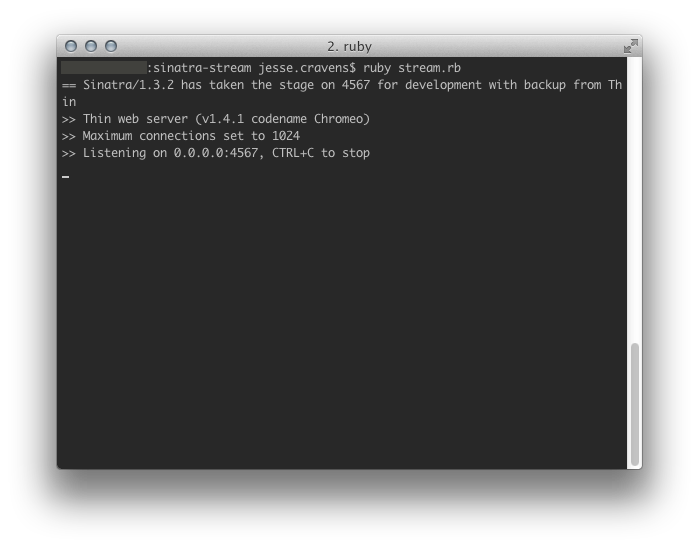 2. ruby
:sinatra-stream jesse.cravens$ ruby stream.rb
== Sinatra/1.3.2 has taken the stage on 4567 for development with backup from Th
in
>> Thin web server (v1.4.1 codename Chromeo)
>> Maximum connections set to 1024
>> Listening on 0.0.0.0:4567, CTRL+C to stop